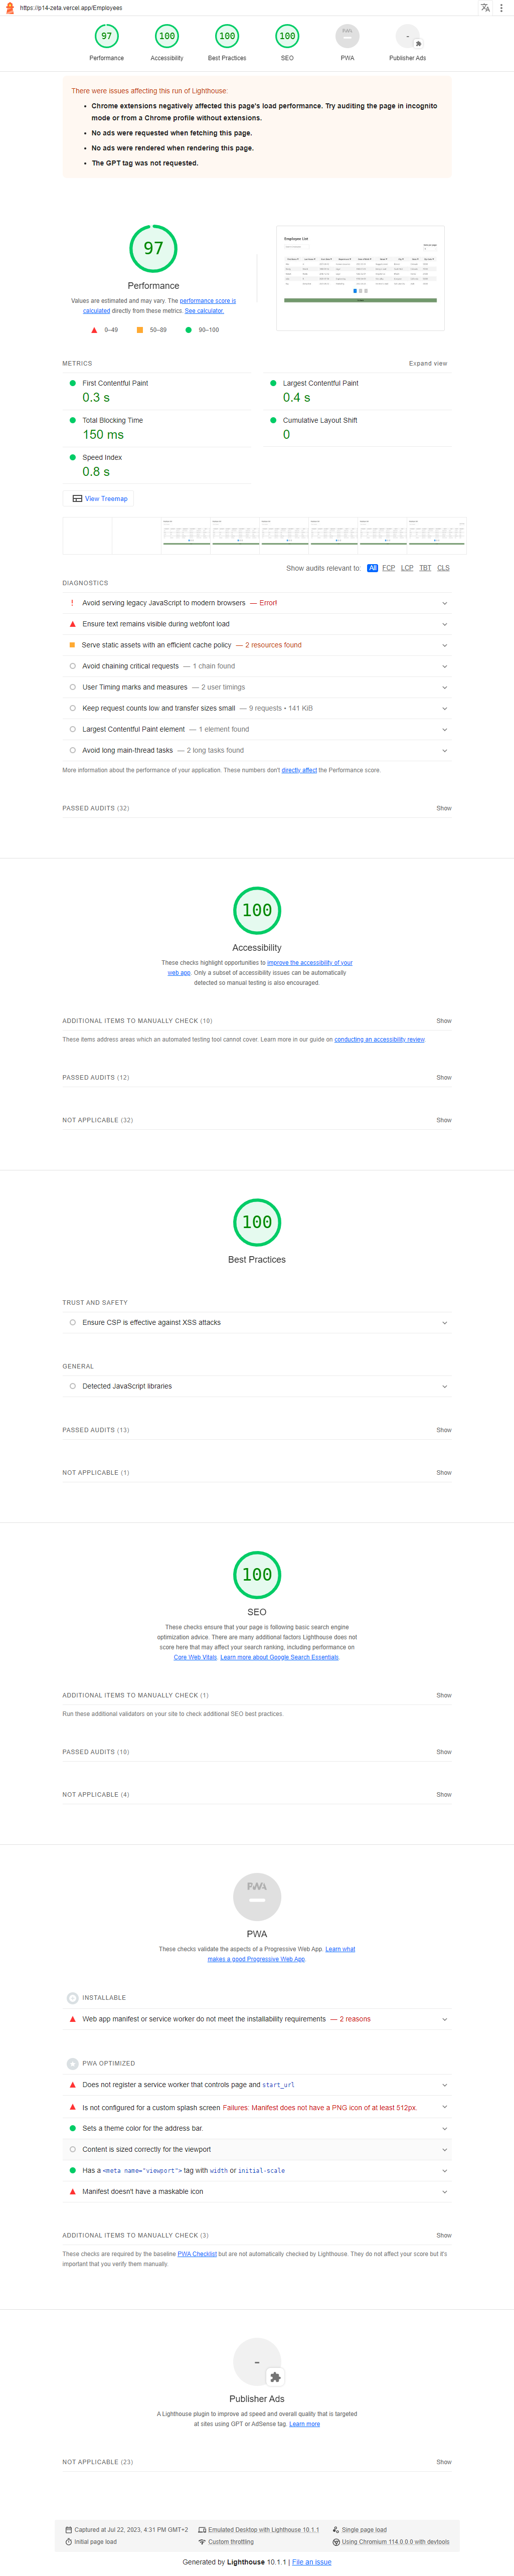 https://p14-zeta.vercel.app/Employees
97
100
100
100
PWA
-
Performance
Accessibility
Best Practices
SEO
PWA
Publisher Ads
There were issues affecting this run of Lighthouse:
Chrome extensions negatively affected this page's load performance. Try auditing the page in incognito
mode or from a Chrome profile without extensions.
No ads were requested when fetching this page.
No ads were rendered when rendering this page.
The GPT tag was not requested.
97
Performance
Values are estimated and may vary. The performance score is
calculated directly from these metrics. See calculator.
0–49
50–89
90–100
Employee List
METRICS
Expand view
First Contentful Paint
0.3 s
Largest Contentful Paint
0.4 s
Total Blocking Time
150 ms
Cumulative Layout Shift
0
Speed Index
0.8 s
View Treemap
Show audits relevant to: All FCP LCP TBT CLS
DIAGNOSTICS
Avoid serving legacy JavaScript to modern browsers — Error!
Ensure text remains visible during webfont load
Serve static assets with an efficient cache policy — 2 resources found
Avoid chaining critical requests — 1 chain found
User Timing marks and measures — 2 user timings
Keep request counts low and transfer sizes small — 9 requests • 141 KiB
Largest Contentful Paint element — 1 element found
Avoid long main-thread tasks — 2 long tasks found
More information about the performance of your application. These numbers don't directly affect the Performance score.
PASSED AUDITS (32)
Show
100
Accessibility
These checks highlight opportunities to improve the accessibility of your
web app. Only a subset of accessibility issues can be automatically
detected so manual testing is also encouraged.
ADDITIONAL ITEMS TO MANUALLY CHECK (10)
Show
These items address areas which an automated testing tool cannot cover. Learn more in our guide on conducting an accessibility review.
PASSED AUDITS (12)
Show
NOT APPLICABLE (32)
Show
100
Best Practices
TRUST AND SAFETY
Ensure CSP is effective against XSS attacks
GENERAL
Detected JavaScript libraries
PASSED AUDITS (13)
Show
NOT APPLICABLE (1)
Show
100
SEO
These checks ensure that your page is following basic search engine
optimization advice. There are many additional factors Lighthouse does not
score here that may affect your search ranking, including performance on
Core Web Vitals. Learn more about Google Search Essentials.
ADDITIONAL ITEMS TO MANUALLY CHECK (1)
Show
Run these additional validators on your site to check additional SEO best practices.
PASSED AUDITS (10)
Show
NOT APPLICABLE (4)
Show
PWA
PWA
These checks validate the aspects of a Progressive Web App. Learn what
makes a good Progressive Web App.
INSTALLABLE
Web app manifest or service worker do not meet the installability requirements — 2 reasons
PWA OPTIMIZED
Does not register a service worker that controls page and start_url
Is not configured for a custom splash screen Failures: Manifest does not have a PNG icon of at least 512px.
Sets a theme color for the address bar.
Content is sized correctly for the viewport
Has a <meta name="viewport"> tag with width or initial-scale
Manifest doesn't have a maskable icon
ADDITIONAL ITEMS TO MANUALLY CHECK (3)
Show
These checks are required by the baseline PWA Checklist but are not automatically checked by Lighthouse. They do not affect your score but it's
important that you verify them manually.
-
Publisher Ads
A Lighthouse plugin to improve ad speed and overall quality that is targeted
at sites using GPT or AdSense tag. Learn more
NOT APPLICABLE (23)
Show
Captured at Jul 22, 2023, 4:31 PM GMT+2
Emulated Desktop with Lighthouse 10.1.1
Single page load
Initial page load
Custom throttling
Using Chromium 114.0.0.0 with devtools
Generated by Lighthouse 10.1.1 | File an issue